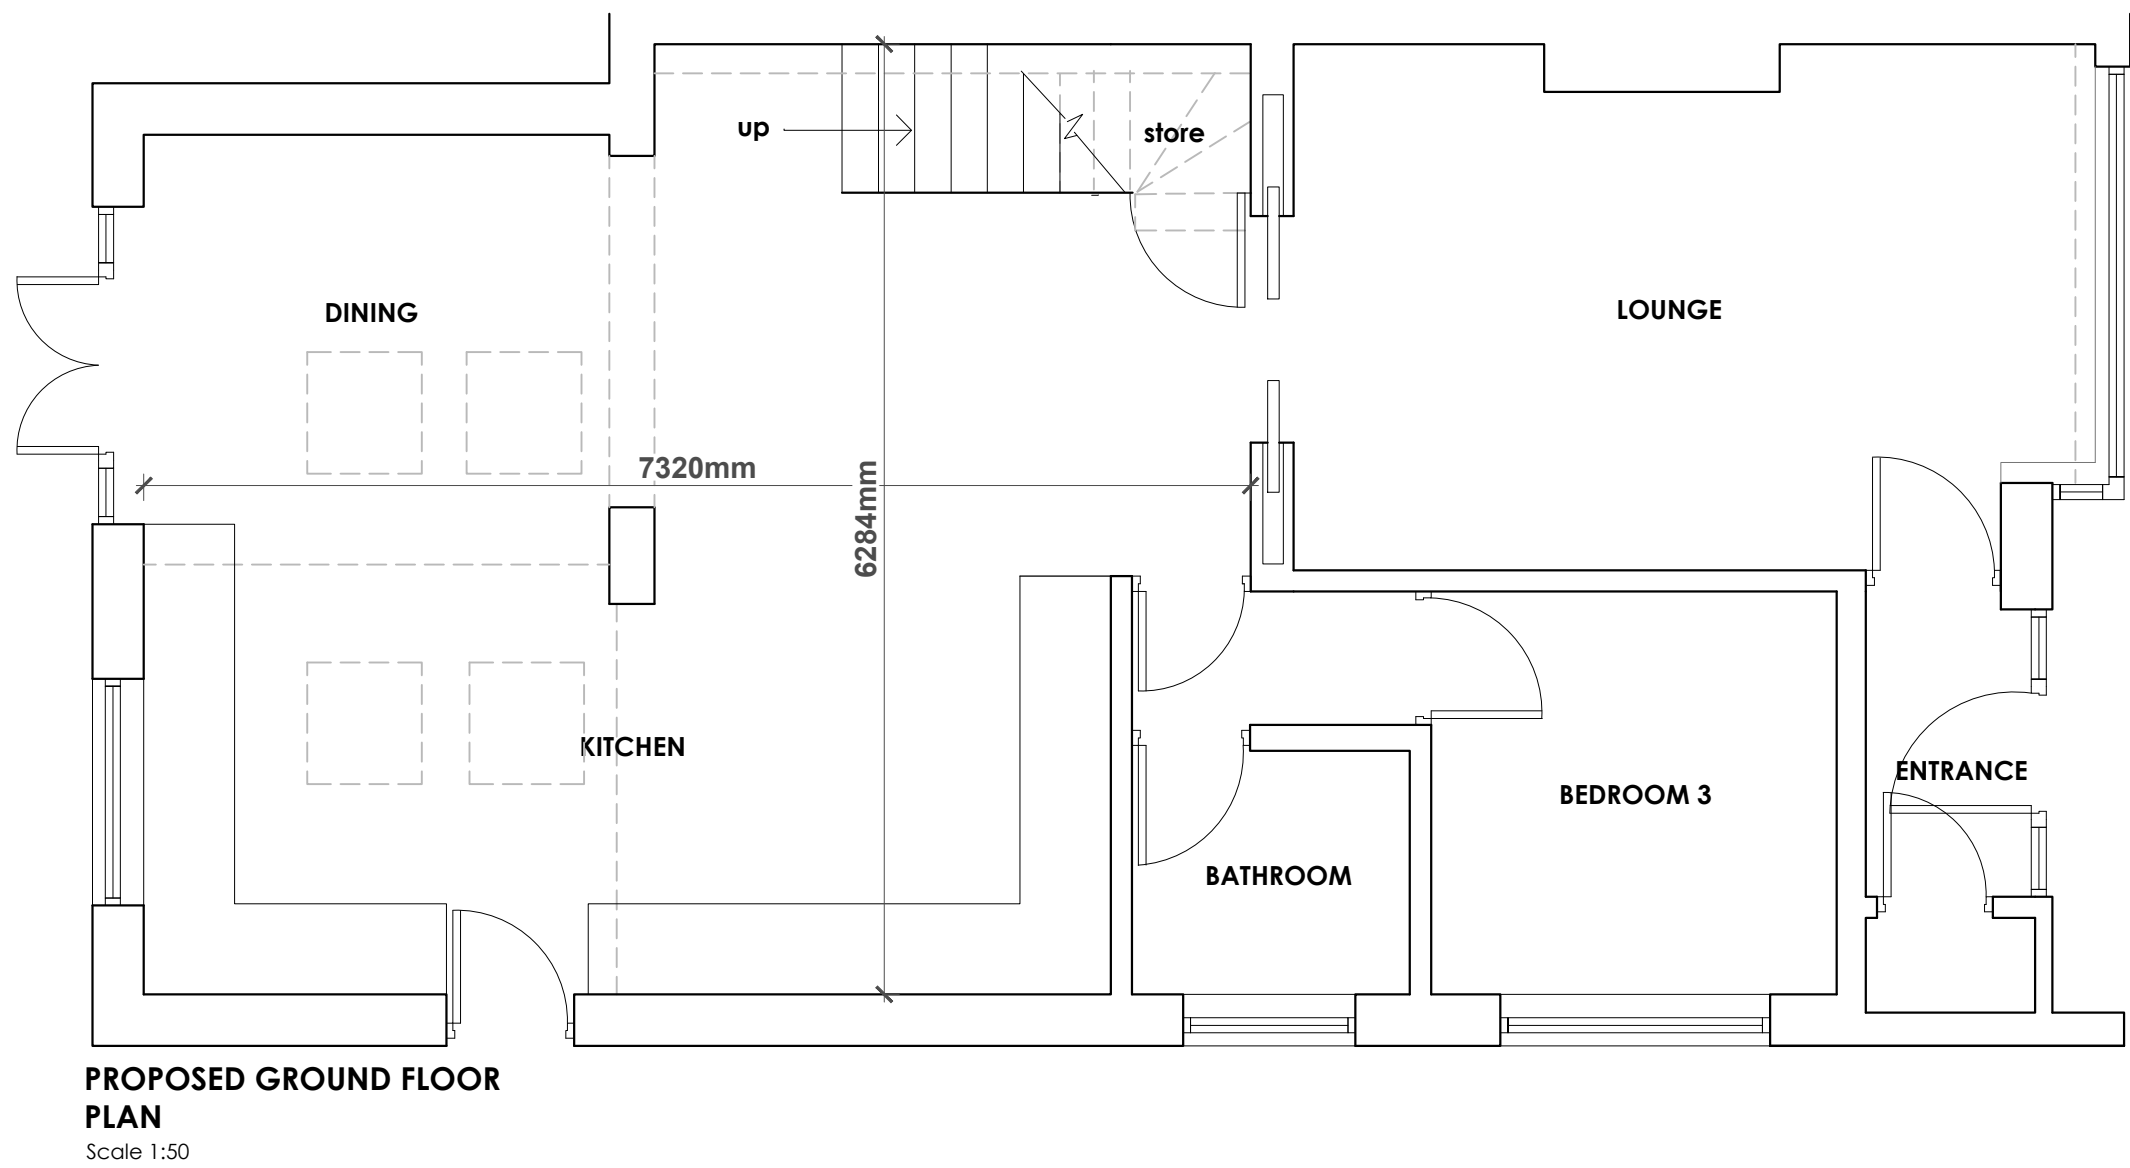 up
store
DINING
LOUNGE
7320mm
6284mm
KITCHEN
ENTRANCE
BEDROOM 3
BATHROOM
PROPOSED GROUND FLOOR
PLAN
Scale 1:50